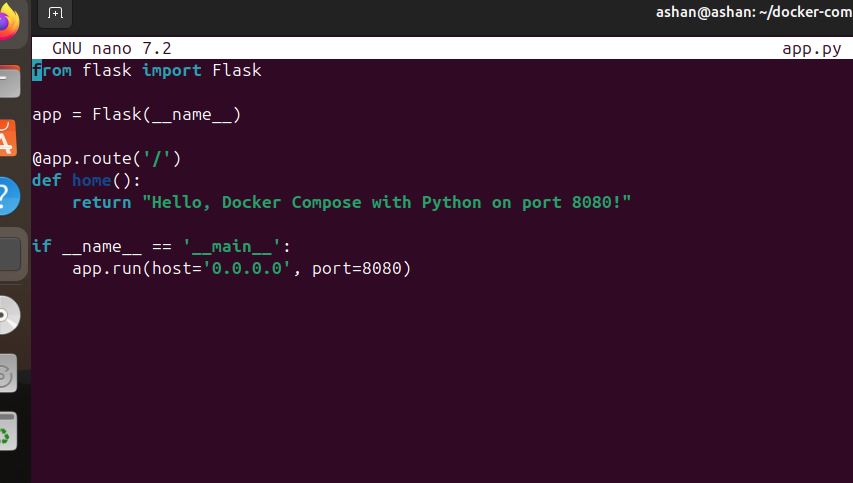 ashan@ashan: ~/docker-com
GNU nano 7.2 app.py
from flask import Flask
app = Flask(__name__)
@app.route('/')
def home():
    return "Hello, Docker Compose with Python on port 8080!"
if __name__ == '__main__':
    app.run(host='0.0.0.0', port=8080)